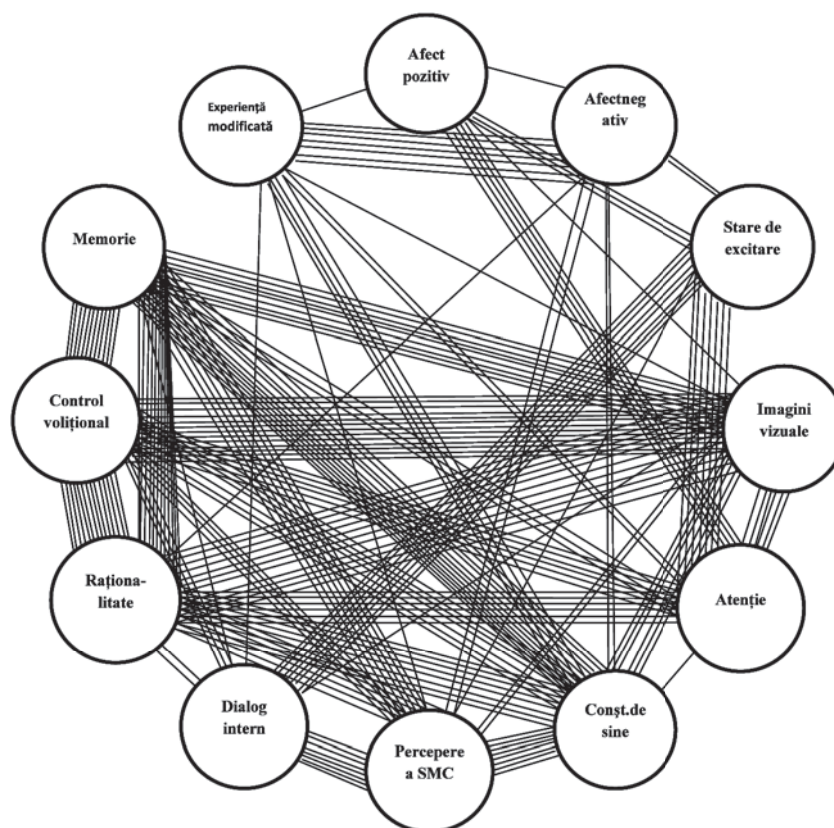 Afect
pozitiv
Afectneg
ativ
Experiență
modificată
Stare de
excitare
Memorie
Imagini
vizuale
Control
volițional
Atenție
Raționa-
litate
Conșt.de
sine
Dialog
intern
Percepere
a SMC